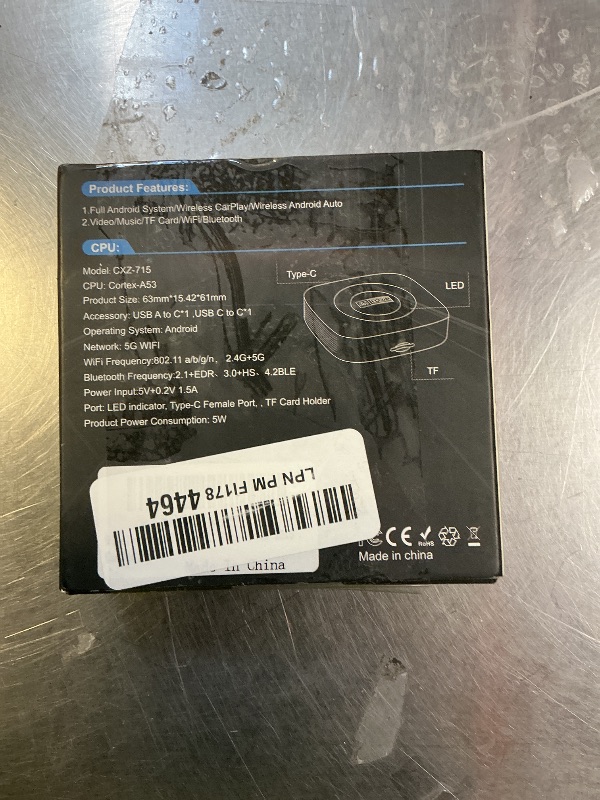 Product Features:
1.Full Android System/Wireless CarPlay/Wireless Android Auto
2.Video/Music/TF Card/WiFi/Bluetooth
CPU:
Model: CXZ-715
CPU: Cortex-A53
Product Size: 63mm*15.42*61mm
Accessory: USB A to C*1 ,USB C to C*1
Operating System: Android
Network: 5G WIFI
WiFi Frequency:802.11 a/b/g/n、 2.4G+5G
Bluetooth Frequency:2.1+EDR、3.0+HS、4.2BLE
Power Input:5V+0.2V 1.5A
Port: LED indicator, Type-C Female Port, , TF Card Holder
Product Power Consumption: 5W
Type-C
LED
TF
LPN PM FI178 4464
in China
FC CE RoHS
Made in china